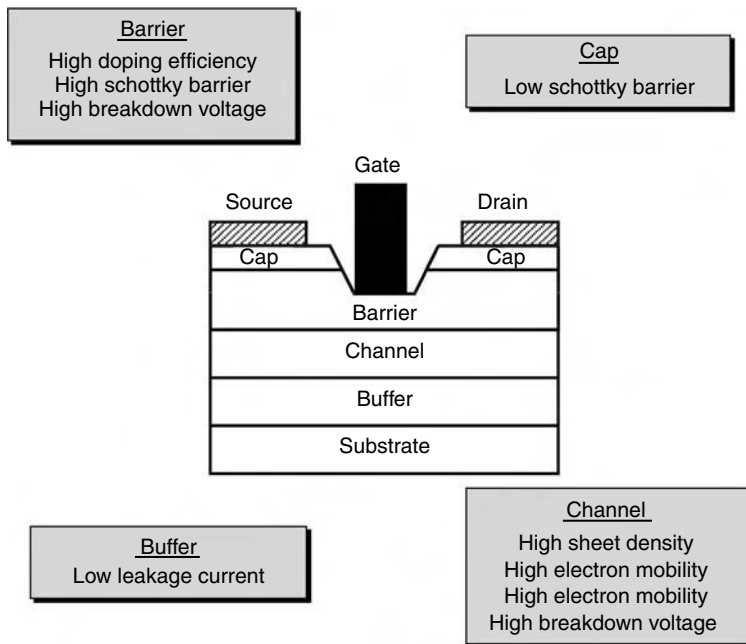 Barrier
High doping efficiency
High schottky barrier
High breakdown voltage
Cap
Low schottky barrier
Gate
Source
Drain
Cap
Cap
Barrier
Channel
Buffer
Substrate
Buffer
Low leakage current
Channel
High sheet density
High electron mobility
High electron mobility
High breakdown voltage